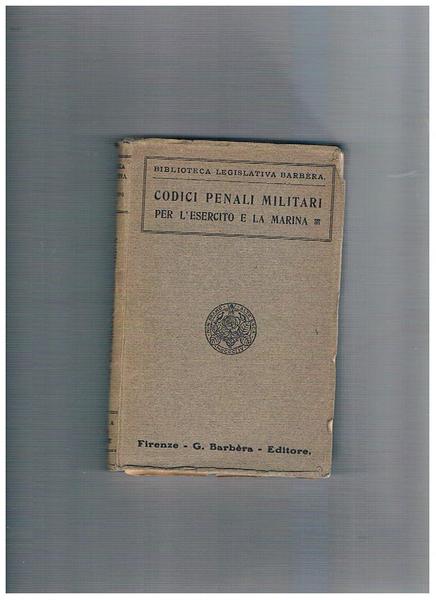 BIBLIOTECA LEGISLATIVA BARBÈRA.
CODICI PENALI MILITARI
PER L'ESERCITO E LA MARINA
Firenze - G. Barbèra - Editore.